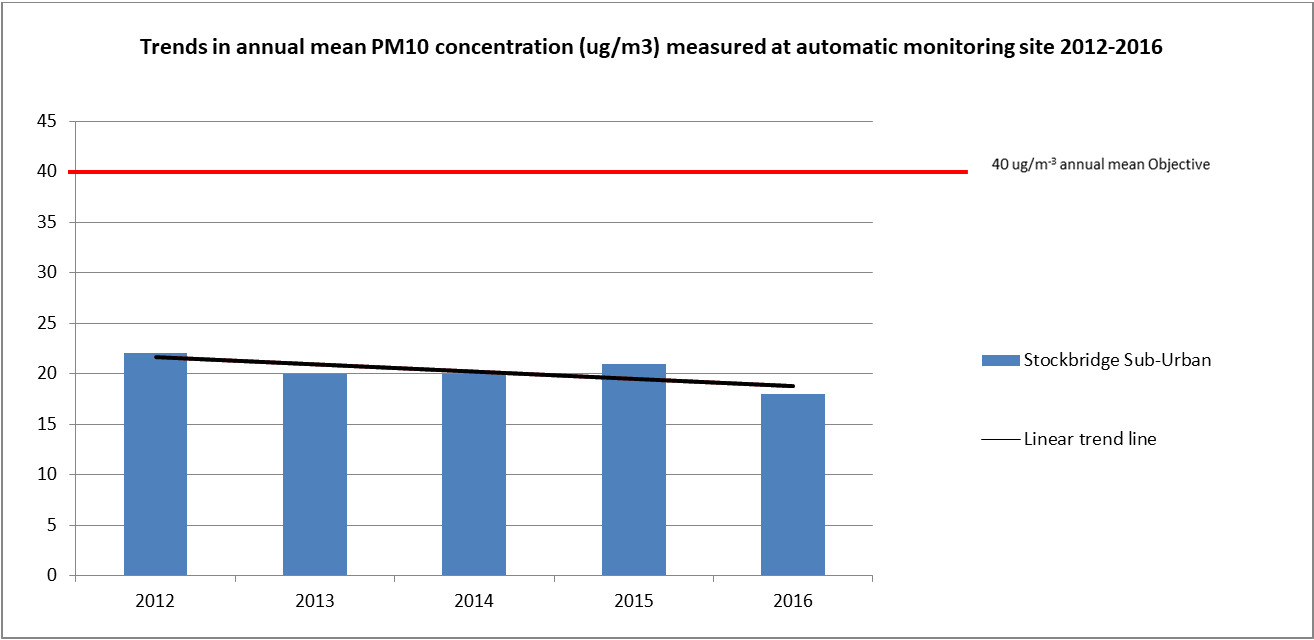 Trends in annual mean PM10 concentration (ug/m3) measured at automatic monitoring site 2012-2016
45
40
40 ug/m⁻³ annual mean Objective
35
30
25
20
15
10
5
0
2012 2013 2014 2015 2016
Stockbridge Sub-Urban
Linear trend line